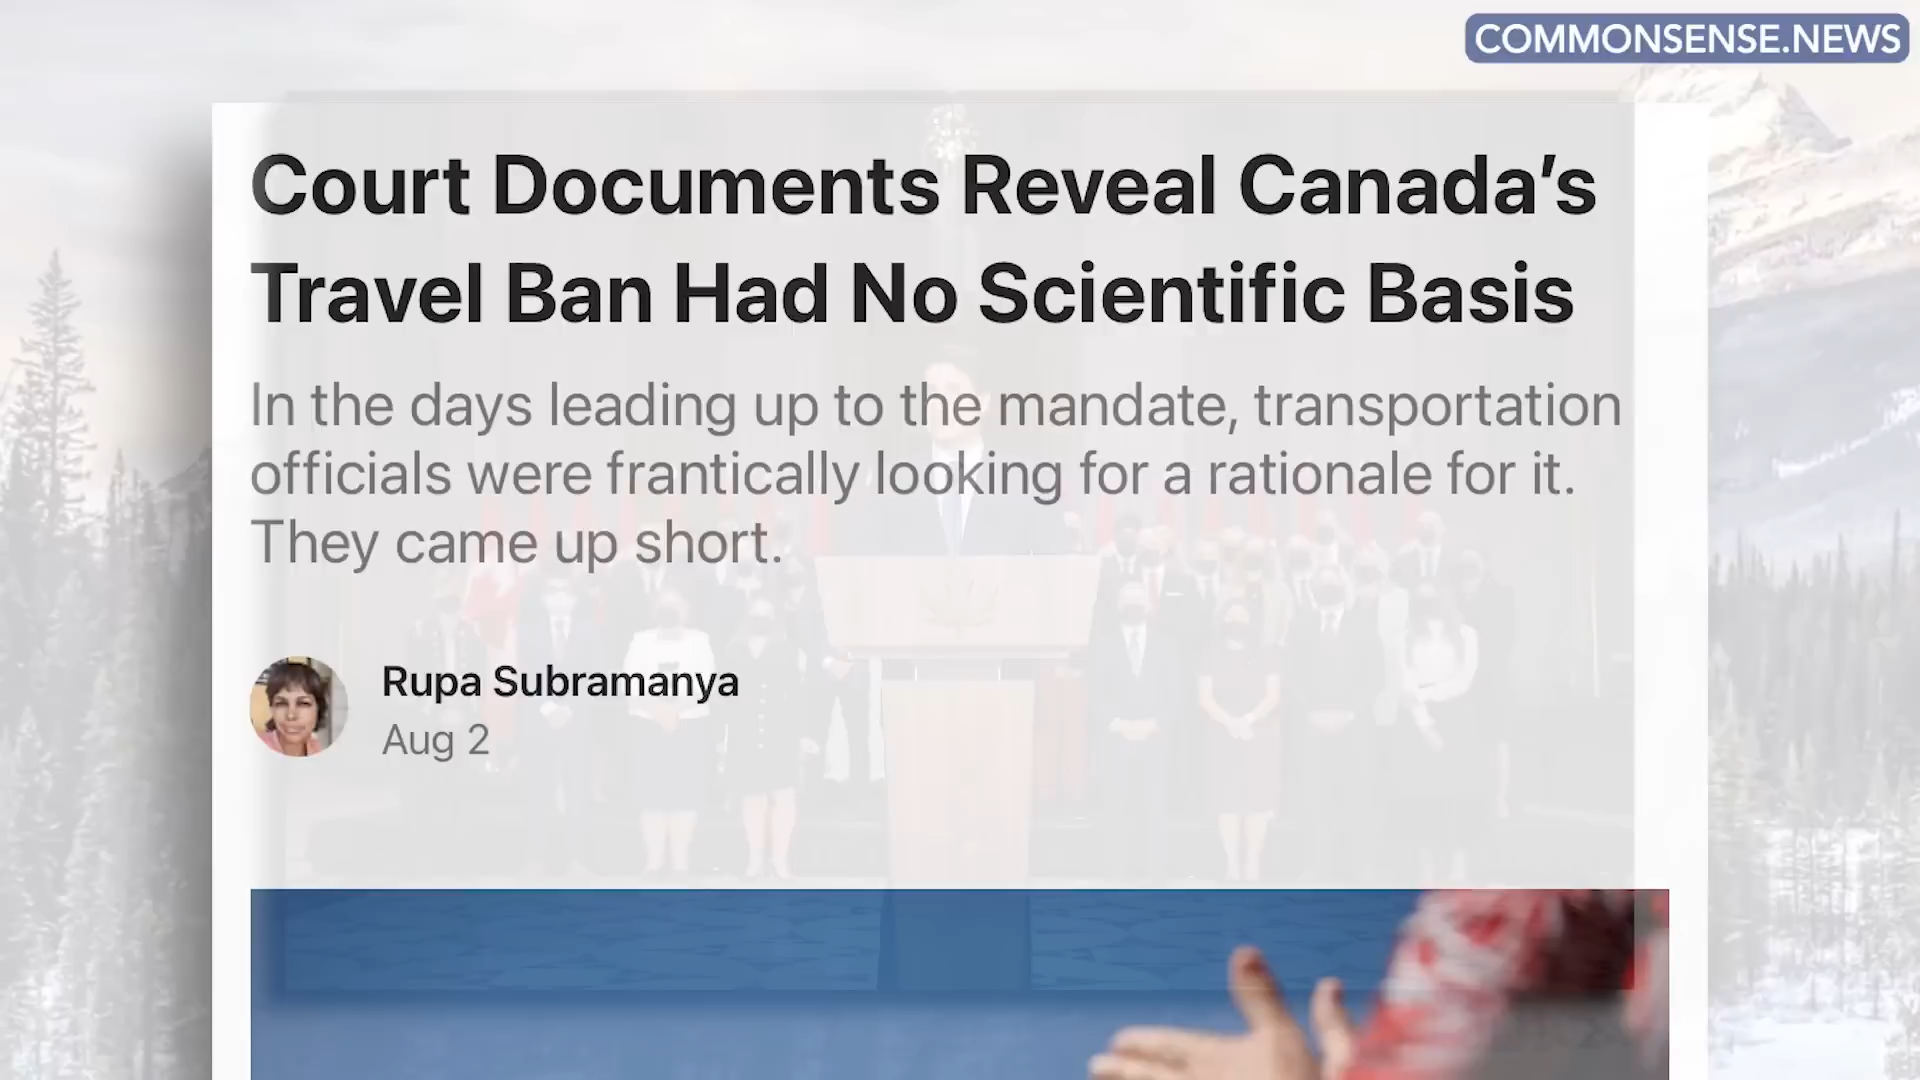 COMMONSENSE.NEWS
Court Documents Reveal Canada’s
Travel Ban Had No Scientific Basis
In the days leading up to the mandate, transportation
officials were frantically looking for a rationale for it.
They came up short.
Rupa Subramanya
Aug 2